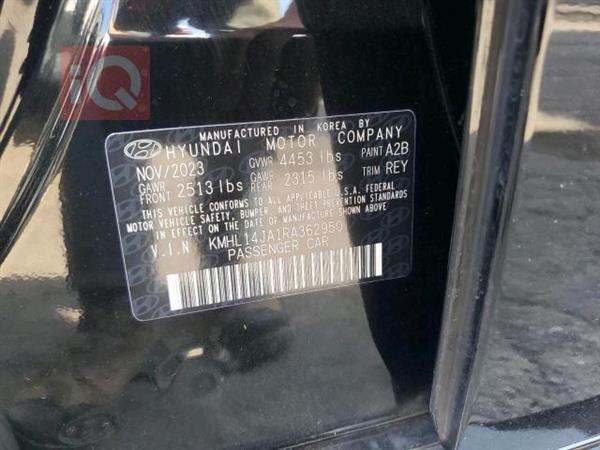 iQ
MANUFACTURED IN KOREA BY
HYUNDAI MOTOR COMPANY
NOV/2023 GVWR 4453 lbs PAINT A2B
GAWR FRONT 2513 lbs GAWR REAR 2315 lbs TRIM REY
THIS VEHICLE CONFORMS TO ALL APPLICABLE U.S.A. FEDERAL
MOTOR VEHICLE SAFETY, BUMPER, AND THEFT PREVENTION STANDARDS
IN EFFECT ON THE DATE OF MANUFACTURE SHOWN ABOVE.
V.I.N: KMHL14JA1RA362950
PASSENGER CAR